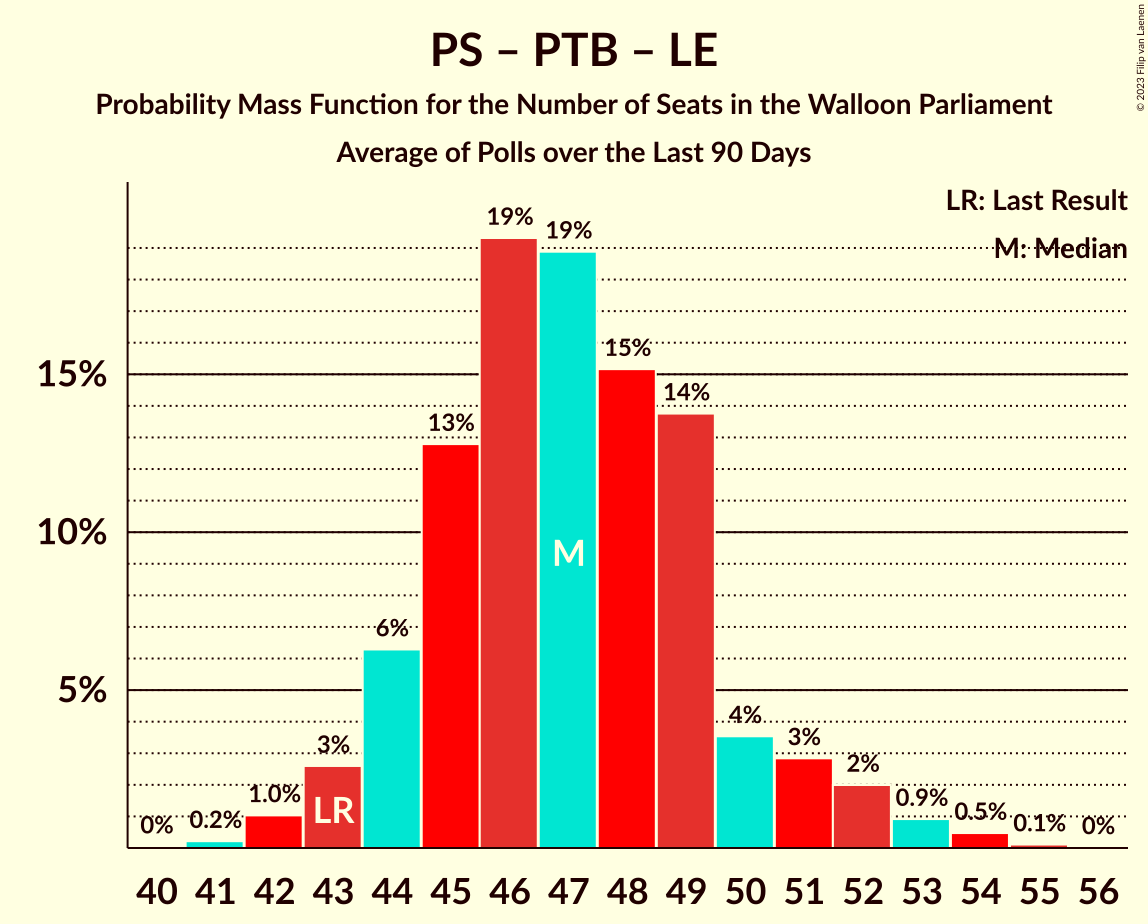 PS – PTB – LE
Probability Mass Function for the Number of Seats in the Walloon Parliament
Average of Polls over the Last 90 Days
© 2023 Filip van Laenen
LR: Last Result
M: Median
15%
10%
5%
0%
0.2%
1.0%
3%
6%
13%
19%
19%
15%
14%
4%
3%
2%
0.9%
0.5%
0.1%
0%
LR
M
40 41 42 43 44 45 46 47 48 49 50 51 52 53 54 55 56